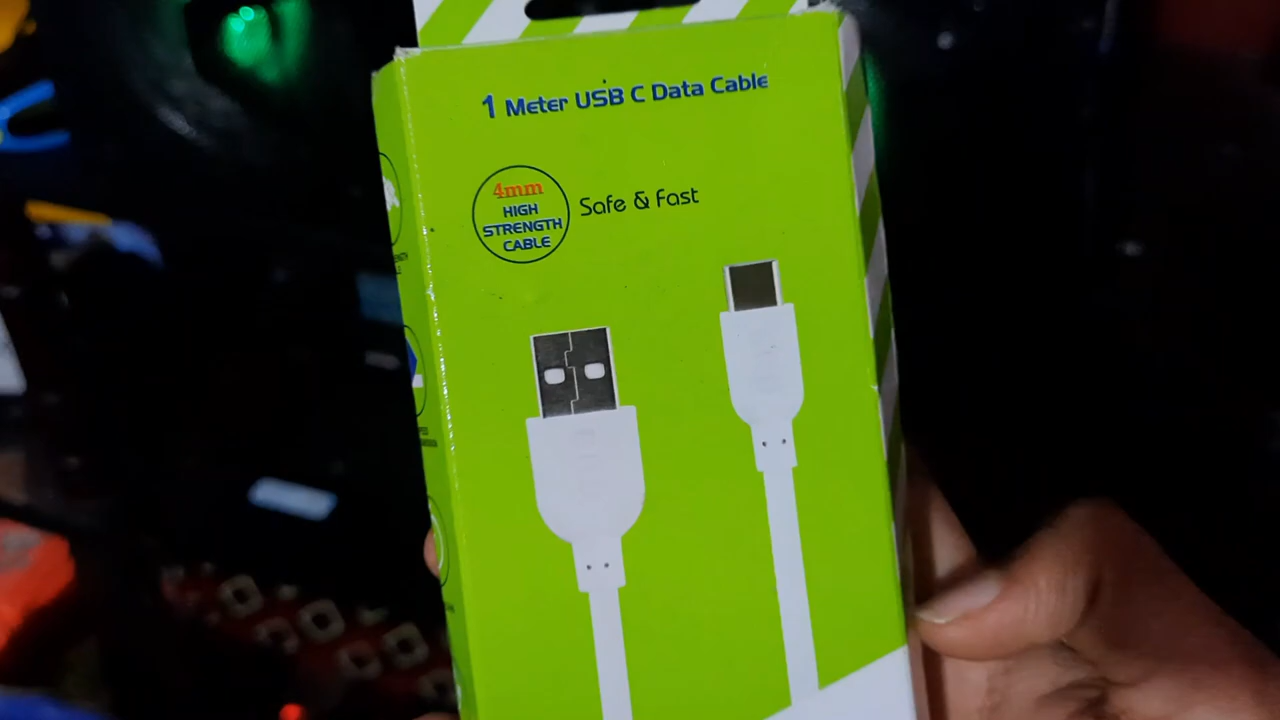 1 Meter USB C Data Cable
4mm
HIGH
STRENGTH
CABLE
Safe & Fast